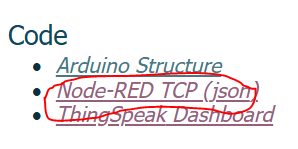 Code
Arduino Structure
Node-RED TCP (json)
ThingSpeak Dashboard